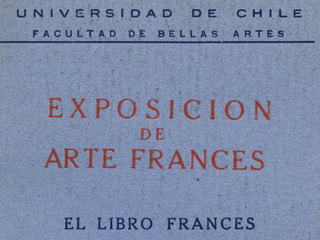 UNIVERSIDAD DE CHILE
FACULTAD DE BELLAS ARTES
EXPOSICION
DE
ARTE FRANCES
EL LIBRO FRANCES